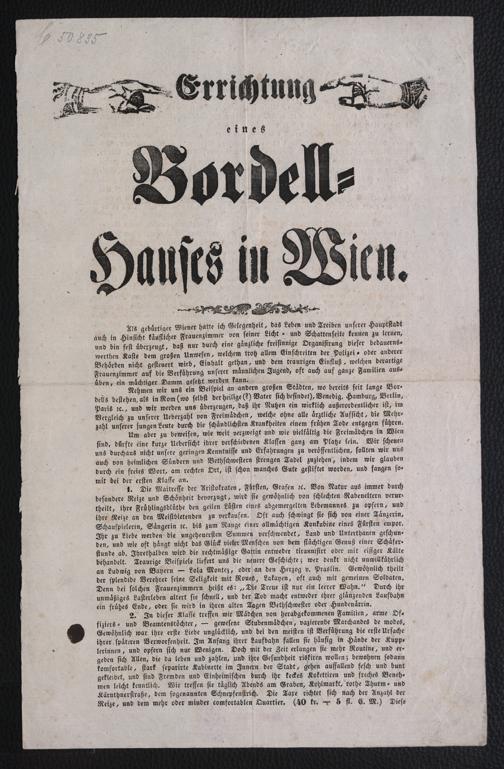 50.835
Errichtung
eines
Bordell-
Hauses in Wien.
Als gebürtiger Wiener hatte ich Gelegenheit, das Leben und Treiben unserer Hauptstadt
auch in Hinsicht käuflicher Frauenzimmer von seiner Licht- und Schattenseite kennen zu lernen,
und bin fest überzeugt, daß nur durch eine gänzliche freisinnige Organisirung dieser bedauerns-
werthen Kaste dem großen Unwesen, welchem trotz allem Einschreiten der Polizei- oder anderer
Behörden nicht gesteuert wird, Einhalt gethan, und dem traurigen Einfluß, welchen derartige
Frauenzimmer auf die Verführung unserer männlichen Jugend, oft auch auf ganze Familien aus-
üben, ein mächtiger Damm gesetzt werden kann.
Nehmen wir uns ein Beispiel an andern großen Städten, wo bereits seit lange Bor-
dells bestehen, als in Rom (wo selbst der heilige (?) Vater sich befindet), Venedig, Hamburg, Berlin,
Paris ꝛc., und wir werden uns überzeugen, daß ihr Nutzen ein wirklich außerordentlicher ist, im
Vergleich zu unserer Ueberzahl von Freimädchen, welche ohne alle ärztliche Aufsicht, die Mehr-
zahl unserer jungen Leute durch die schändlichsten Krankheiten einem frühen Tode entgegen führen.
Um aber zu beweisen, wie weit verzweigt und wie vielfältig die Freimädchen in Wien
sind, dürfte eine kurze Uebersicht ihrer verschiedenen Klassen ganz am Platze sein. Wir scheuen
uns durchaus nicht unsere geringen Kenntnisse und Erfahrungen zu veröffentlichen, sollten wir uns
auch von heimlichen Sündern und Bethschwestern strengen Tadel zuziehen, indem wir glauben
durch ein freies Wort, am rechten Ort, ist schon manches Gute gestiftet worden, und fangen so-
mit bei der ersten Klasse an.
1. Die Maitresse der Aristokraten, Fürsten, Grafen ꝛc. Von Natur aus immer durch
besondere Reize und Schönheit bevorzugt, wird sie gewöhnlich von schlechten Rabeneltern verur-
theilt, ihre Frühlingsblüthe den geilen Lüsten eines abgemergelten Lebemannes zu opfern, und
ihre Reize an den Meistbietenden zu verkaufen. Oft auch schwingt sie sich von einer Tänzerin,
Schauspielerin, Sängerin ꝛc. bis zum Range einer allmächtigen Konkubine eines Fürsten empor.
Ihr zu Liebe werden die ungeheuersten Summen verschwendet, Land und Unterthanen geschun-
den, und wie oft hängt nicht das Glück vieler Menschen von dem flüchtigen Genuß einer Schäfer-
stunde ab. Ihrethalben wird die rechtmäßige Gattin entweder tirannisirt oder mit eisiger Kälte
behandelt. Traurige Beispiele liefert uns die neuere Geschichte; wer denkt nicht unwillkührlich
an Ludwig von Bayern — Lola Montez, oder an den Herzog v. Praslin. Gewöhnlich theilt
der splendide Verehrer seine Seligkeit mit Roues, Lakayen, oft auch mit gemeinen Soldaten,
Denn bei solchen Frauenzimmern heißt es: „Die Treue ist nur ein leerer Wahn." Durch ihr
unmäßiges Lasterleben altert sie schnell, und der Tod macht entweder ihrer glänzenden Laufbahn
ein frühes Ende, oder sie wird in ihren alten Tagen Bethschwester oder Hundenärrin.
2. In dieser Klasse treffen wir Mädchen von herabgekommenen Familien, arme Of-
fiziers- und Beamtenstöchter, — gewesene Stubenmädchen, vazierende Marchandes de modes,
Gewöhnlich war ihre erste Liebe unglücklich, und bei den meisten ist Verführung die erste Ursache
ihrer späteren Verworfenheit. Im Anfang ihrer Laufbahn fallen sie häufig in Hände der Kupp-
lerinnen, und opfern sich nur Wenigen. Doch mit der Zeit erlangen sie mehr Routine, und er-
geben sich Allen, die da leben und zahlen, und ihre Gesundheit riskiren wollen; bewohnen sodann
komfortable, stark separirte Kabinette im Innern der Stadt, gehen auffallend fesch und bunt
gekleidet, und sind Fremden und Einheimischen durch ihr keckes Kokettiren und freches Beneh-
men leicht kenntlich. Wir treffen sie täglich Abends am Graben, Kohlmarkt, rothe Thurm- und
Kärnthnerstraße, dem sogenannten Schnepfenstrich. Die Taxe richtet sich nach der Anzahl der
Reize, und dem mehr oder minder comfortablen Quartier. (40 kr. — 5 fl. C. M.) Diese